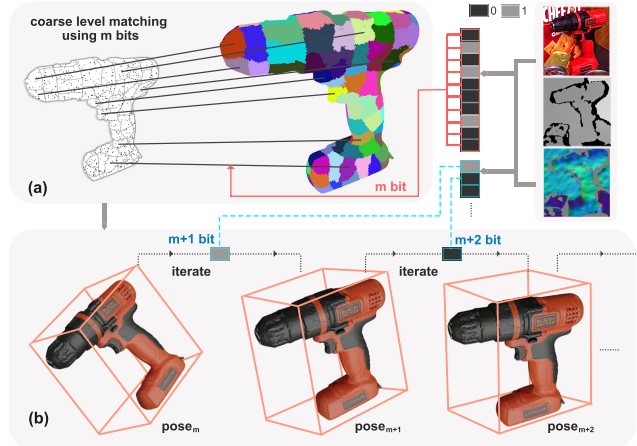 coarse level matching
using m bits
0
1
CHEEZ
(a)
m bit
m+1 bit
m+2 bit
iterate
iterate
(b)
pose_m
pose_m+1
pose_m+2